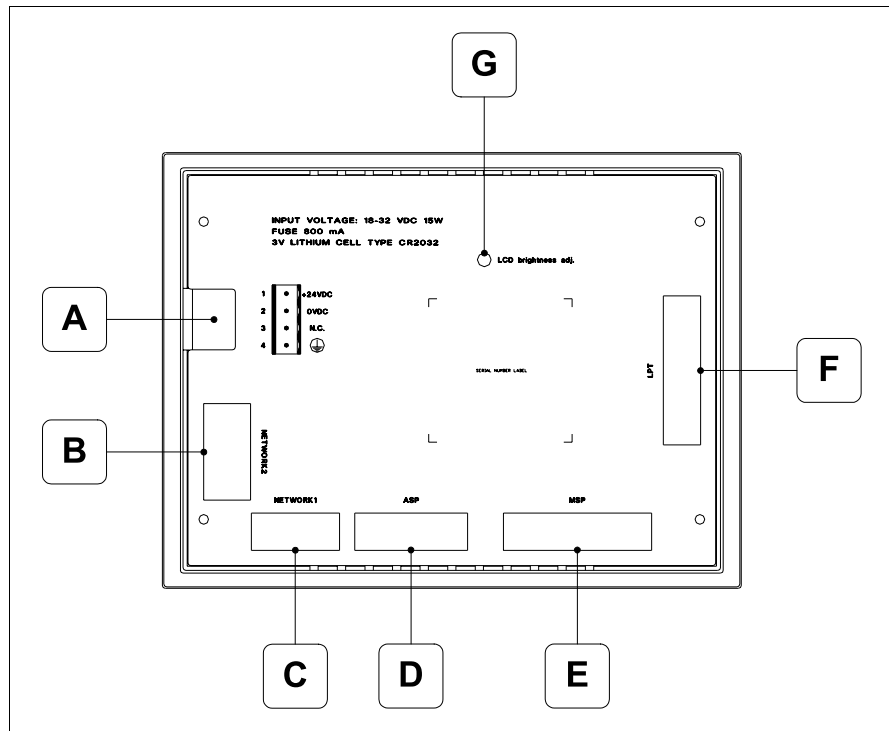 G
INPUT VOLTAGE: 18-32 VDC 15W
FUSE 800 mA
3V LITHIUM CELL TYPE CR2032
LCD brightness adj.
A
1 +24VDC
2 0VDC
3 N.C.
4
SERIAL NUMBER LABEL
LPT
F
B
NETWORK2
NETWORK1
ASP
MSP
C
D
E